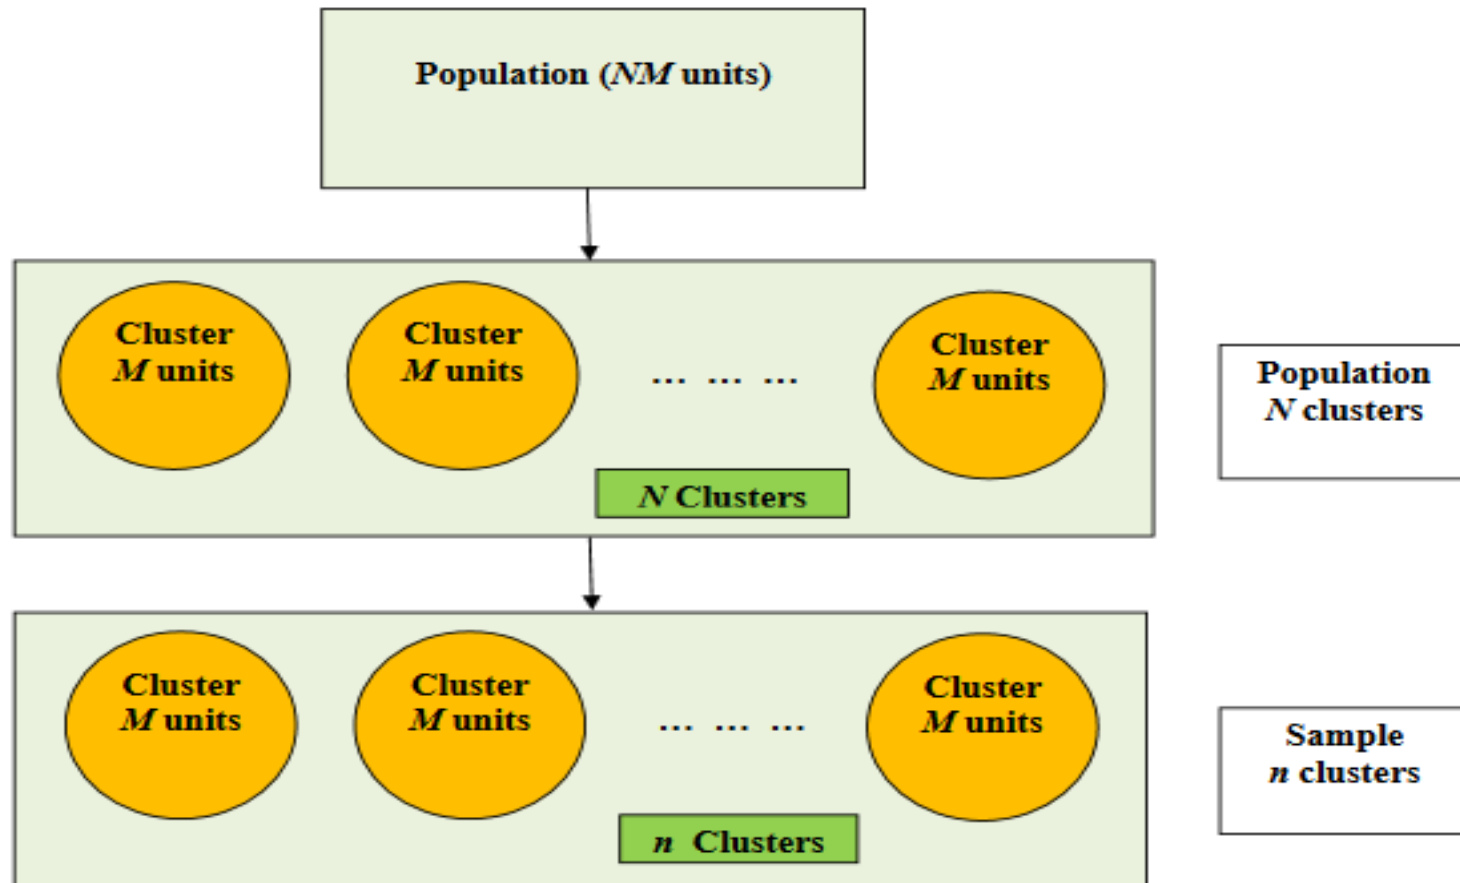 Population (NM units)
Cluster
M units
Cluster
M units
... ... ...
Cluster
M units
N Clusters
Population
N clusters
Cluster
M units
Cluster
M units
... ... ...
Cluster
M units
n Clusters
Sample
n clusters